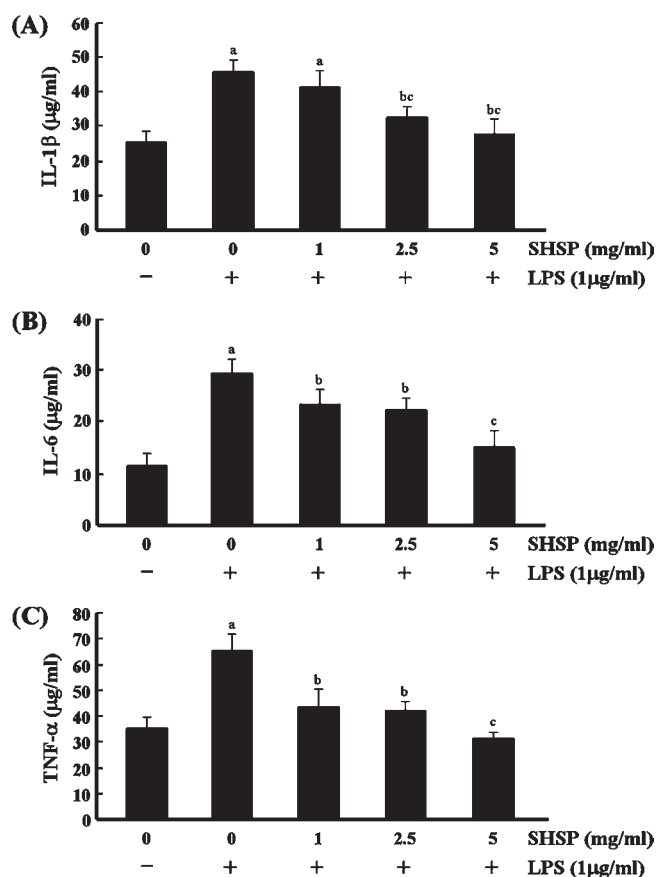 (A)
IL-1β (μg/ml)
60
50
40
30
20
10
0
a
a
bc
bc
0 0 1 2.5 5 SHSP (mg/ml)
− + + + + LPS (1μg/ml)
(B)
IL-6 (μg/ml)
40
30
20
10
0
a
b
b
c
0 0 1 2.5 5 SHSP (mg/ml)
− + + + + LPS (1μg/ml)
(C)
TNF-α (μg/ml)
80
70
60
50
40
30
20
10
0
a
b
b
c
0 0 1 2.5 5 SHSP (mg/ml)
− + + + + LPS (1μg/ml)